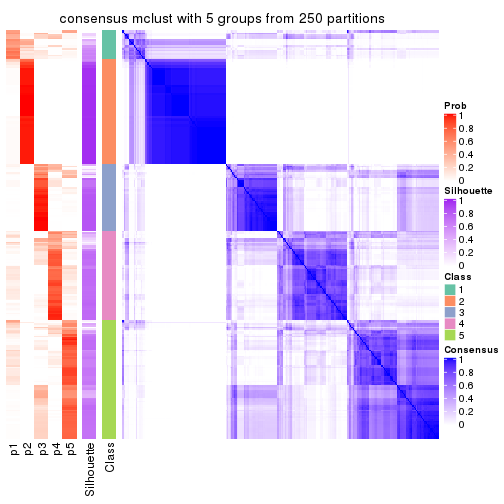 consensus mclust with 5 groups from 250 partitions
Prob
1
0.8
0.6
0.4
0.2
0
Silhouette
1
0.8
0.6
0.4
0.2
0
Class
1
2
3
4
5
Consensus
1
0.8
0.6
0.4
0.2
0
p1
p2
p3
p4
p5
Silhouette
Class